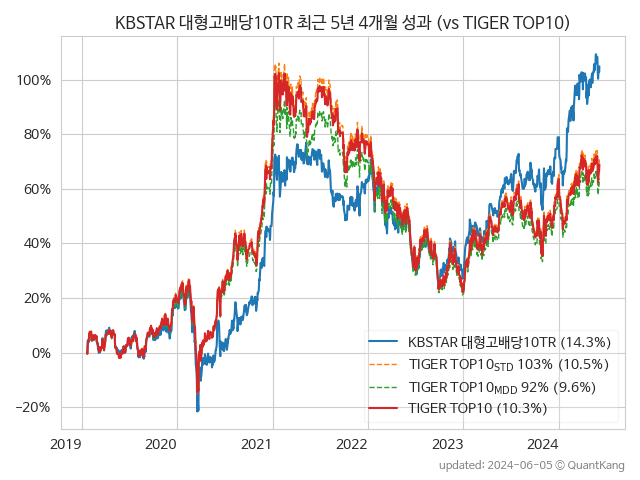 KBSTAR 대형고배당10TR 최근 5년 4개월 성과 (vs TIGER TOP10)
100%
80%
60%
40%
20%
0%
−20%
KBSTAR 대형고배당10TR (14.3%)
TIGER TOP10STD 103% (10.5%)
TIGER TOP10MDD 92% (9.6%)
TIGER TOP10 (10.3%)
2019 2020 2021 2022 2023 2024
updated: 2024-06-05 ⓒ QuantKang